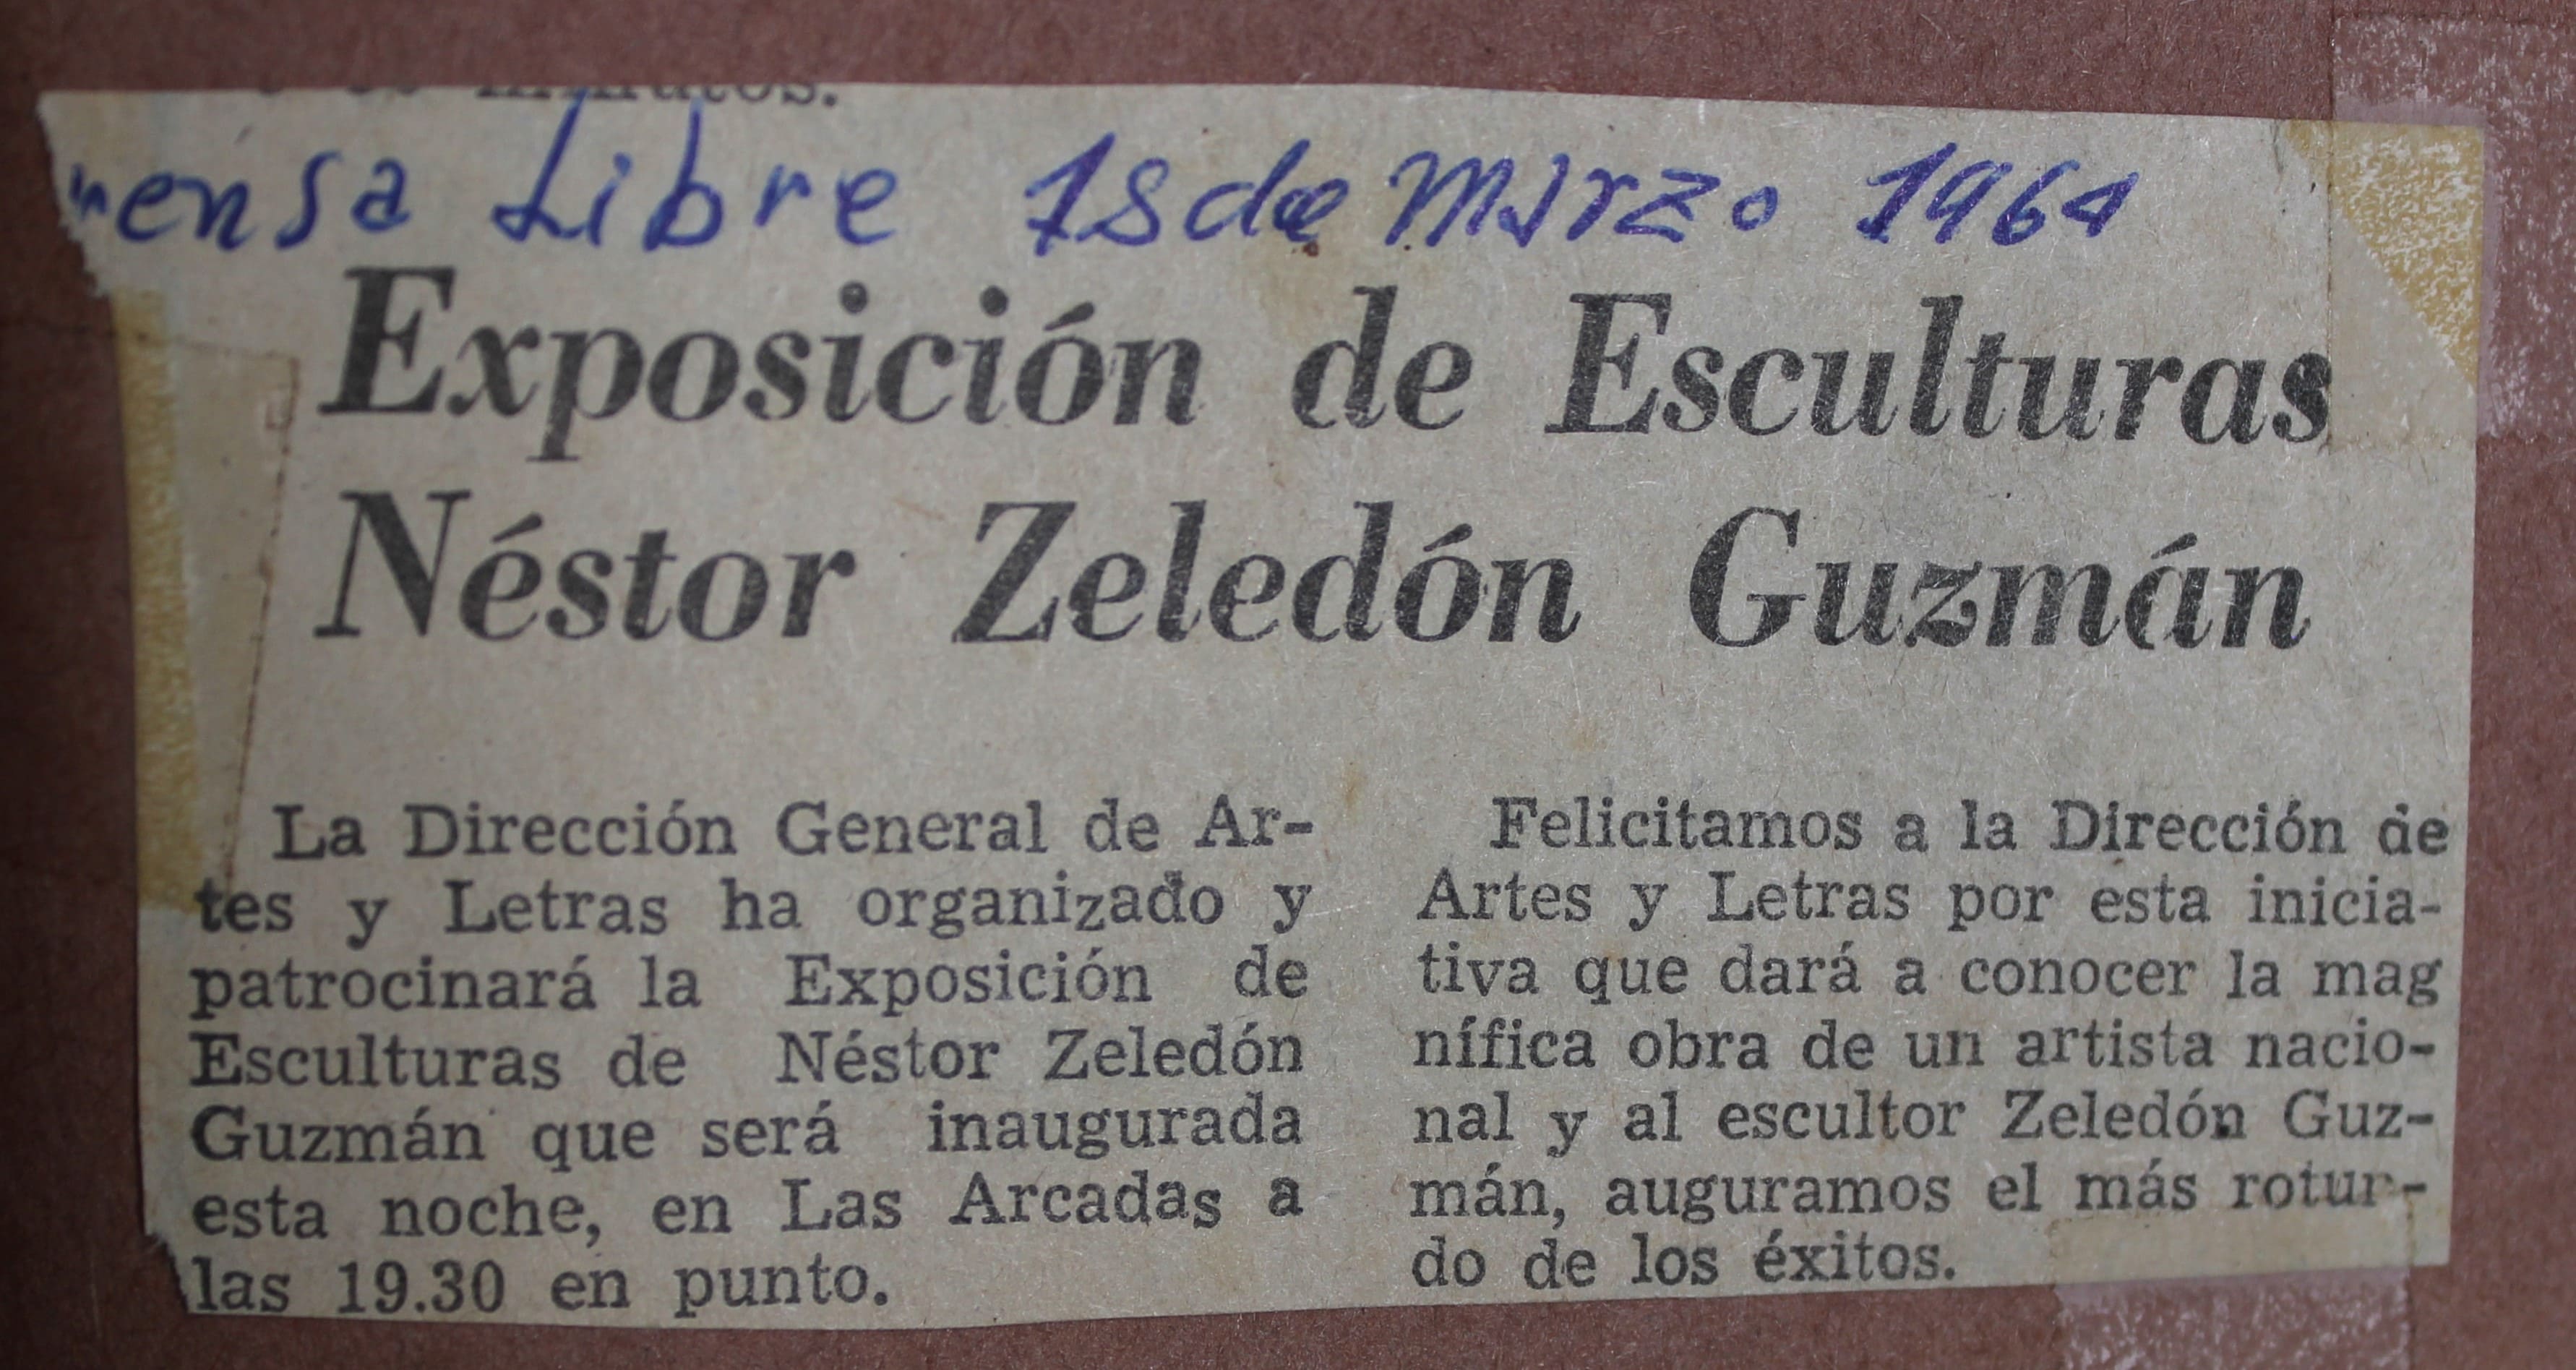 minutos.
rensa Libre 18 de Marzo 1964
Exposición de Esculturas
Néstor Zeledón Guzmán
La Dirección General de Ar-
tes y Letras ha organizado y
patrocinará la Exposición de
Esculturas de Néstor Zeledón
Guzmán que será inaugurada
esta noche, en Las Arcadas a
las 19.30 en punto.
Felicitamos a la Dirección de
Artes y Letras por esta inicia-
tiva que dará a conocer la mag
nífica obra de un artista nacio-
nal y al escultor Zeledón Guz-
mán, auguramos el más rotun-
do de los éxitos.